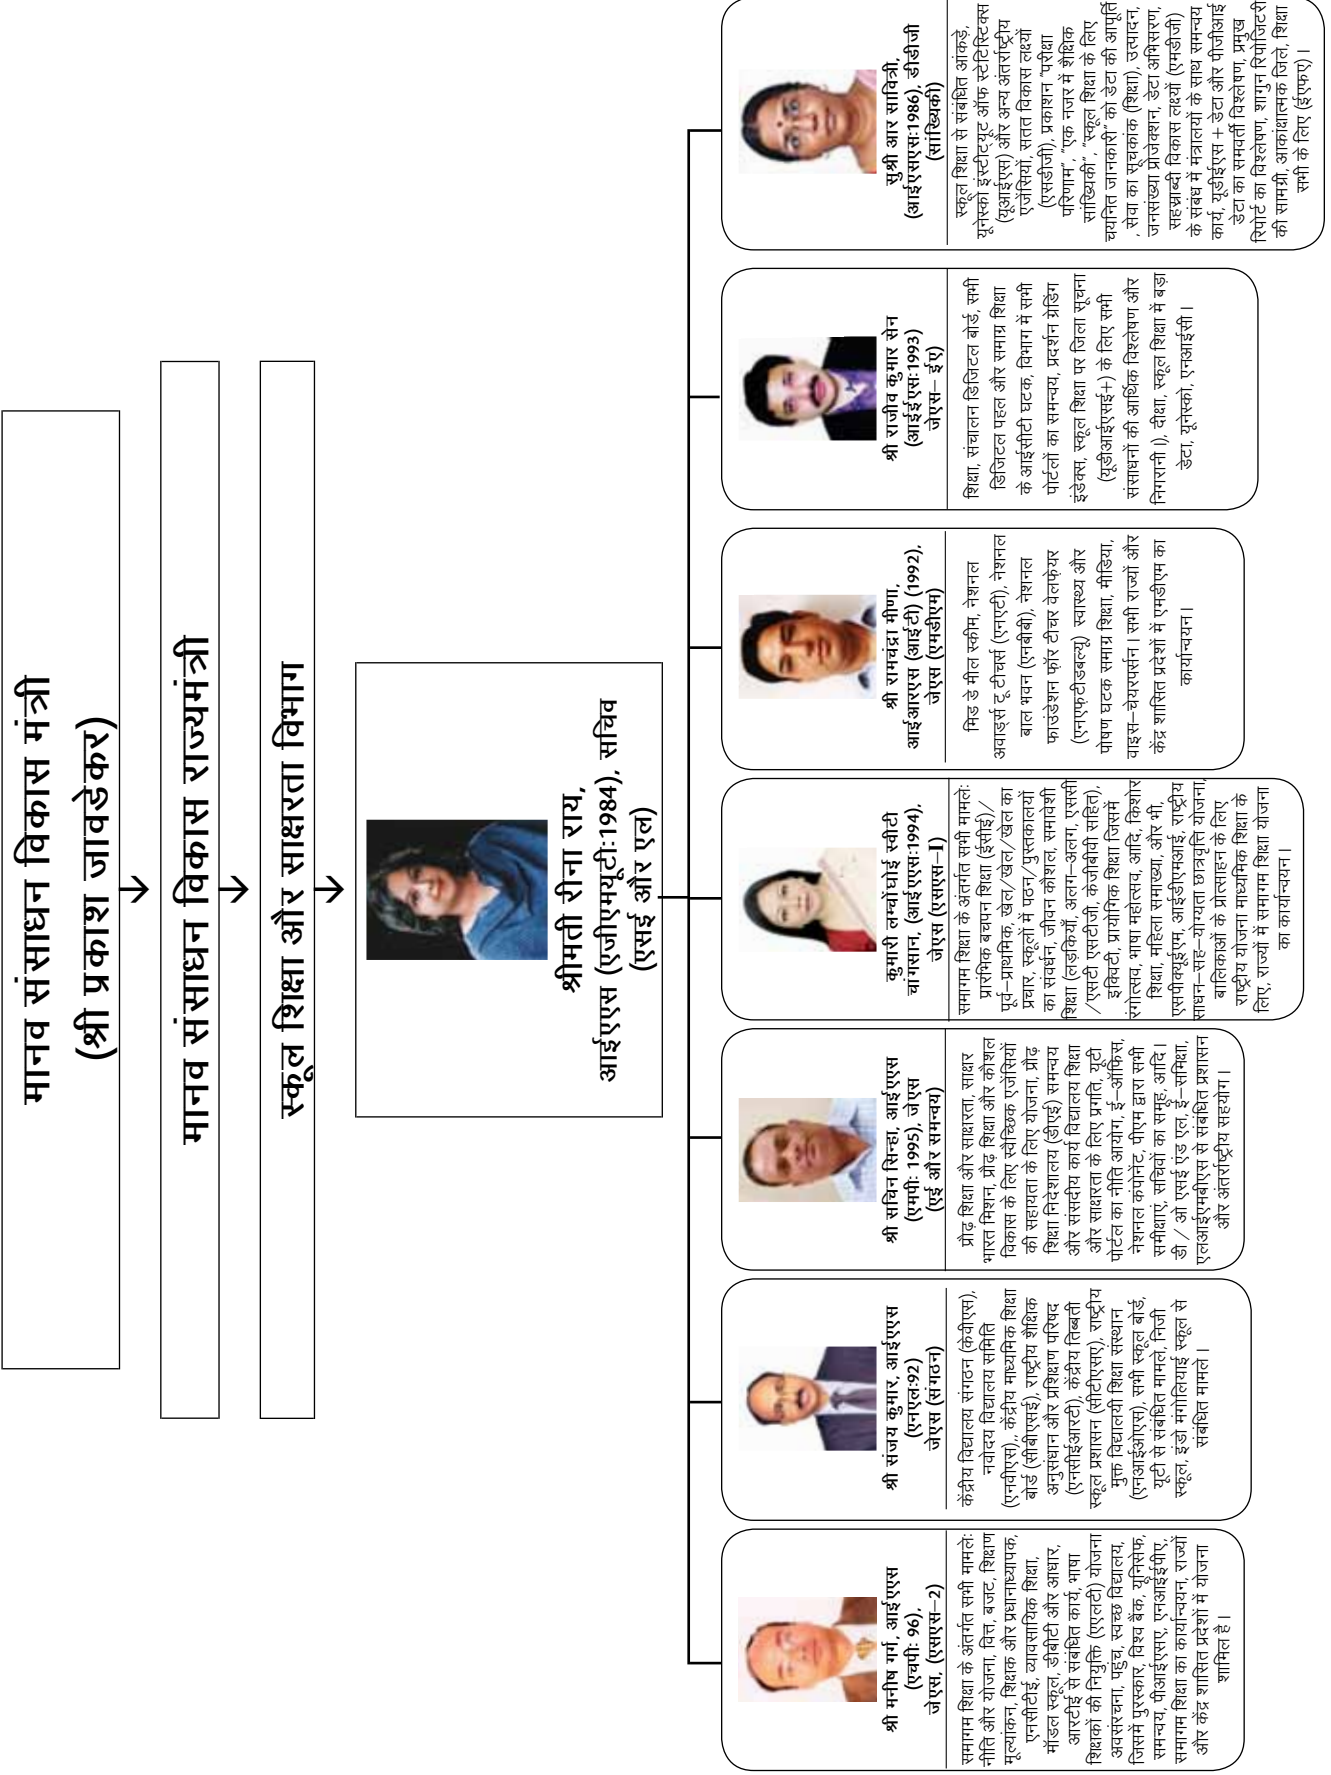 मानव संसाधन विकास मंत्री
(श्री प्रकाश जावडेकर)
मानव संसाधन विकास राज्यमंत्री
स्कूल शिक्षा और साक्षरता विभाग
श्रीमती रीना राय,
आईएएस (एजीएमयूटी:1984), सचिव
(एसई और एल)
श्री मनीष गर्ग, आईएएस
(एचपी: 96),
जेएस, (एसएस–2)
समागम शिक्षा के अंतर्गत सभी मामले:
नीति और योजना, वित्त, बजट, शिक्षण
मूल्यांकन, शिक्षक और प्रधानाध्यापक,
एनसीटीई, व्यावसायिक शिक्षा,
मॉडल स्कूल, डीबीटी और आधार,
आरटीई से संबंधित कार्य, भाषा
शिक्षकों की नियुक्ति (एएलटी) योजना
अवसंरचना, पहुंच, स्वच्छ विद्यालय,
जिसमें पुरस्कार, विश्व बैंक, यूनिसेफ,
समन्वय, पीआईएसए, एनआईईपीए,
समागम शिक्षा का कार्यान्वयन, राज्यों
और केंद्र शासित प्रदेशों में योजना
शामिल है।
श्री संजय कुमार, आईएएस
(एनएल:92)
जेएस (संगठन)
केंद्रीय विद्यालय संगठन (केवीएस),
नवोदय विद्यालय समिति
(एनवीएस),, केंद्रीय माध्यमिक शिक्षा
बोर्ड (सीबीएसई), राष्ट्रीय शैक्षिक
अनुसंधान और प्रशिक्षण परिषद
(एनसीईआरटी), केंद्रीय तिब्बती
स्कूल प्रशासन (सीटीएसए), राष्ट्रीय
मुक्त विद्यालयी शिक्षा संस्थान
(एनआईओएस), सभी स्कूल बोर्ड,
यूटी से संबंधित मामले, निजी
स्कूल, इंडो मंगोलियाई स्कूल से
संबंधित मामले।
श्री सचिन सिन्हा, आईएएस
(एमपी: 1995), जेएस
(एई और समन्वय)
प्रौढ़ शिक्षा और साक्षरता, साक्षर
भारत मिशन, प्रौढ़ शिक्षा और कौशल
विकास के लिए स्वैच्छिक एजेंसियों
की सहायता के लिए योजना, प्रौढ़
शिक्षा निदेशालय (डीएई) समन्वय
और संसदीय कार्य विद्यालय शिक्षा
और साक्षरता के लिए प्रगति, यूटी
पोर्टल का नीति आयोग, ई–ऑफिस,
नेशनल कंपोनेंट, पीएम द्वारा सभी
समीक्षाएं, सचिवों का समूह, आदि।
डी / ओ एसई एंड एल, ई–समिक्षा,
एलआईएमबीएस से संबंधित प्रशासन
और अंतर्राष्ट्रीय सहयोग।
कुमारी लम्चोंघोई स्वीटी
चांगसान, (आईएएस:1994),
जेएस (एसएस–I)
समागम शिक्षा के अंतर्गत सभी मामले:
प्रारंभिक बचपन शिक्षा (ईसीई)/
पूर्व–प्राथमिक, खेल/खेल/खेल का
प्रचार, स्कूलों में पठन/पुस्तकालयों
का संवर्धन, जीवन कौशल, समावेशी
शिक्षा (लड़कियाँ, अलग–अलग, एससी
/एसटी एसटीजी, केजीबीवी सहित),
इक्विटी, प्रायोगिक शिक्षा जिसमें
रंगोत्सव, भाषा महोत्सव, आदि, किशोर
शिक्षा, महिला समाख्या, और भी,
एसपीक्यूईएम, आईडीएमआई, राष्ट्रीय
साधन–सह–योग्यता छात्रवृत्ति योजना,
बालिकाओं के प्रोत्साहन के लिए
राष्ट्रीय योजना माध्यमिक शिक्षा के
लिए, राज्यों में समागम शिक्षा योजना
का कार्यान्वयन।
श्री रामचंद्रा मीणा,
आईआरएस (आईटी) (1992),
जेएस (एमडीएम)
मिड डे मील स्कीम, नेशनल
अवार्ड्स टू टीचर्स (एनएटी), नेशनल
बाल भवन (एनबीबी), नेशनल
फाउंडेशन फॉर टीचर वेलफ़ेयर
(एनएफ़टीडबल्यू) स्वास्थ्य और
पोषण घटक समाग्र शिक्षा, मीडिया,
वाइस–चेयरपर्सन। सभी राज्यों और
केंद्र शासित प्रदेशों में एमडीएम का
कार्यान्वयन।
श्री राजीव कुमार सेन
(आईईएस:1993)
जेएस– ईए)
शिक्षा, संचालन डिजिटल बोर्ड, सभी
डिजिटल पहल और समाग्र शिक्षा
के आईसीटी घटक, विभाग में सभी
पोर्टलों का समन्वय, प्रदर्शन ग्रेडिंग
इंडेक्स, स्कूल शिक्षा पर जिला सूचना
(यूडीआईएसई+) के लिए सभी
संसाधनों की आर्थिक विश्लेषण और
निगरानी।), दीक्षा, स्कूल शिक्षा में बड़ा
डेटा, यूनेस्को, एनआईसी।
सुश्री आर सावित्री,
(आईएसएस:1986), डीडीजी
(सांख्यिकी)
स्कूल शिक्षा से संबंधित आंकड़े,
यूनेस्को इंस्टीट्यूट ऑफ स्टेटिस्टिक्स
(यूआईएस) और अन्य अंतर्राष्ट्रीय
एजेंसियों, सतत विकास लक्ष्यों
(एसडीजी), प्रकाशन "परीक्षा
परिणाम", "एक नजर में शैक्षिक
सांख्यिकी", "स्कूल शिक्षा के लिए
चयनित जानकारी" को डेटा की आपूर्ति
, सेवा का सूचकांक (शिक्षा), उत्पादन,
जनसंख्या प्रोजेक्शन, डेटा अभिसरण,
सहस्राब्दी विकास लक्ष्यों (एमडीजी)
के संबंध में मंत्रालयों के साथ समन्वय
कार्य, यूडीईएस + डेटा और पीजीआई
डेटा का समवर्ती विश्लेषण, प्रमुख
रिपोर्ट का विश्लेषण, शागुन रिपोजिटरी
की सामग्री, आकांक्षात्मक जिले, शिक्षा
सभी के लिए (ईएफए)।